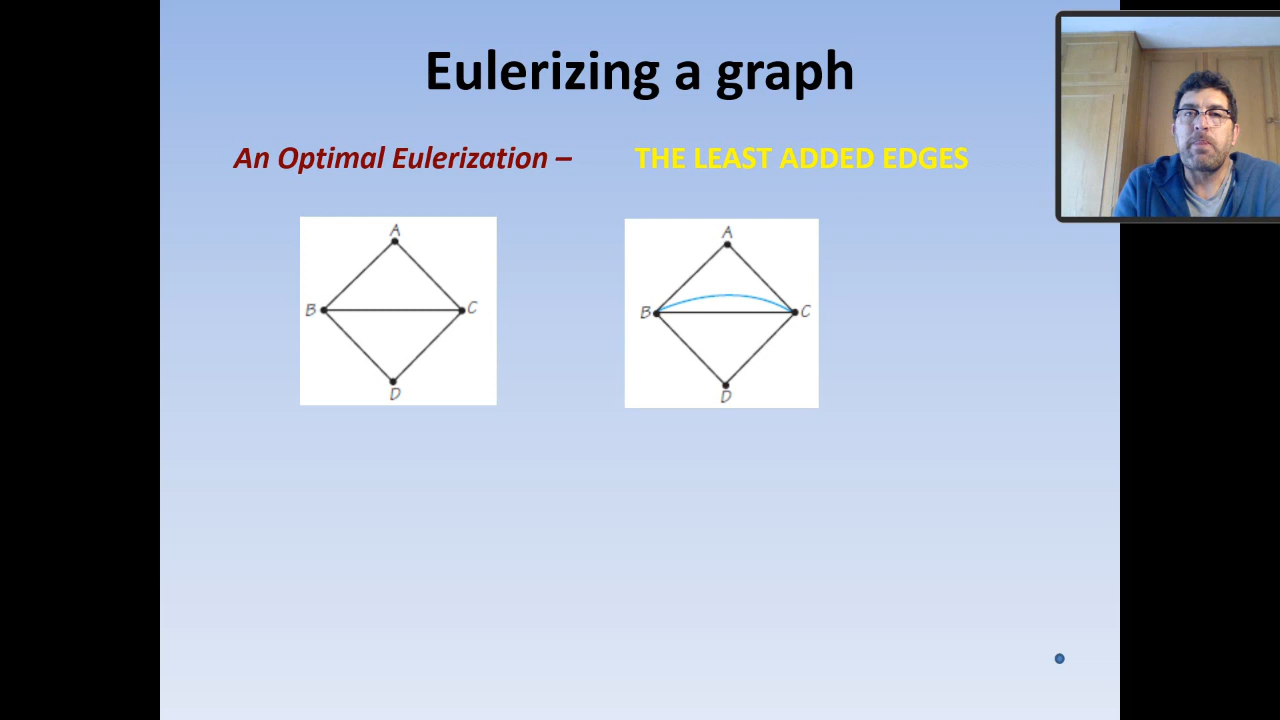 Eulerizing a graph
An Optimal Eulerization – THE LEAST ADDED EDGES
A
B
C
D
A
B
C
D